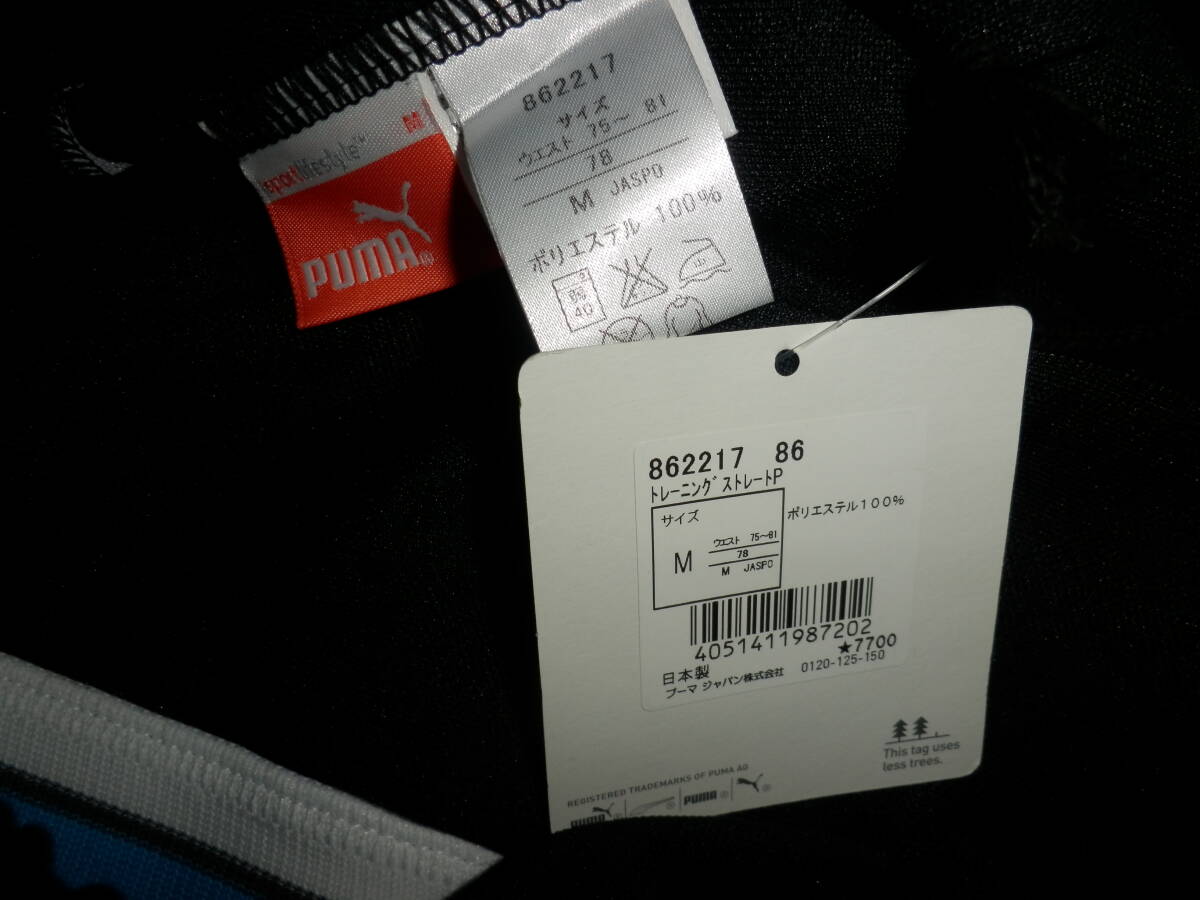 M
sportlifestyle™
PUMA®
862217
サイズ
ウエスト 75〜81
78
M JASPO
ポリエステル 100%
40
862217 86
トレーニングストレートP
サイズ
M
ウエスト 75〜81
78
M JASPO
ポリエステル100%
4051411987202
★7700
日本製
プーマ ジャパン株式会社 0120-125-150
This tag uses
less trees.
REGISTERED TRADEMARKS OF PUMA AG
PUMA ® ® PUMA ® ®